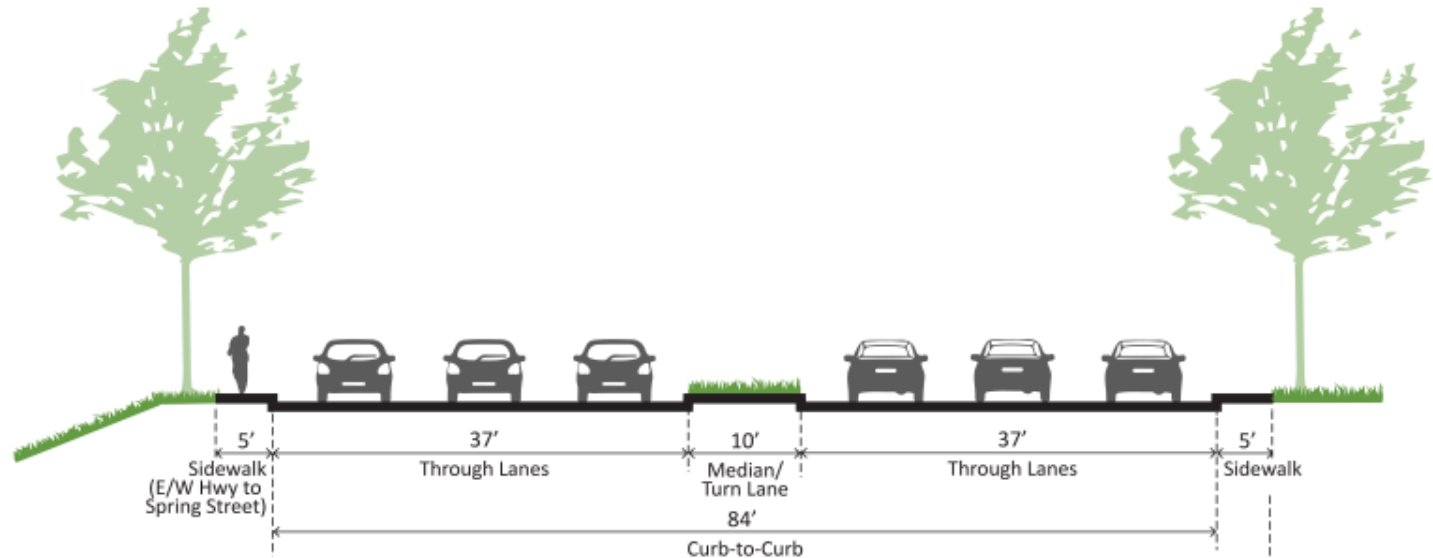 5’
37’
10’
37’
5’
Sidewalk
(E/W Hwy to
Spring Street)
Through Lanes
Median/
Turn Lane
Through Lanes
Sidewalk
84’
Curb-to-Curb